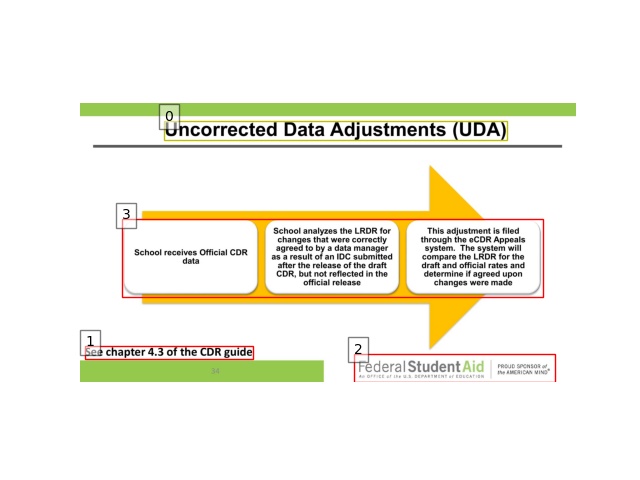 0
Uncorrected Data Adjustments (UDA)
3
School receives Official CDR
data
School analyzes the LRDR for
changes that were correctly
agreed to by a data manager
as a result of an IDC submitted
after the release of the draft
CDR, but not reflected in the
official release
This adjustment is filed
through the eCDR Appeals
system. The system will
compare the LRDR for the
draft and official rates and
determine if agreed upon
changes were made
1
See chapter 4.3 of the CDR guide
34
2
Federal Student Aid
An OFFICE of the U.S. DEPARTMENT of EDUCATION
PROUD SPONSOR of
the AMERICAN MIND®